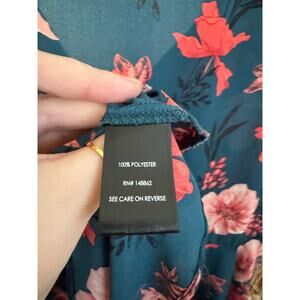 100% POLYESTER
RN# 148862
SEE CARE ON REVERSE